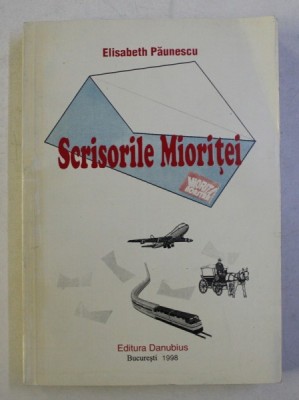 Elisabeth Păunescu
Scrisorile Mioriței
Editura Danubius
București 1998